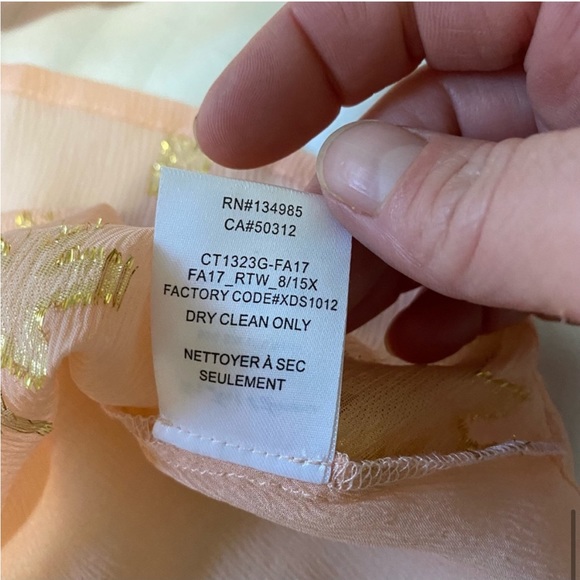 RN#134985
CA#50312
CT1323G-FA17
FA17_RTW_8/15X
FACTORY CODE#XDS1012
DRY CLEAN ONLY
NETTOYER À SEC
SEULEMENT